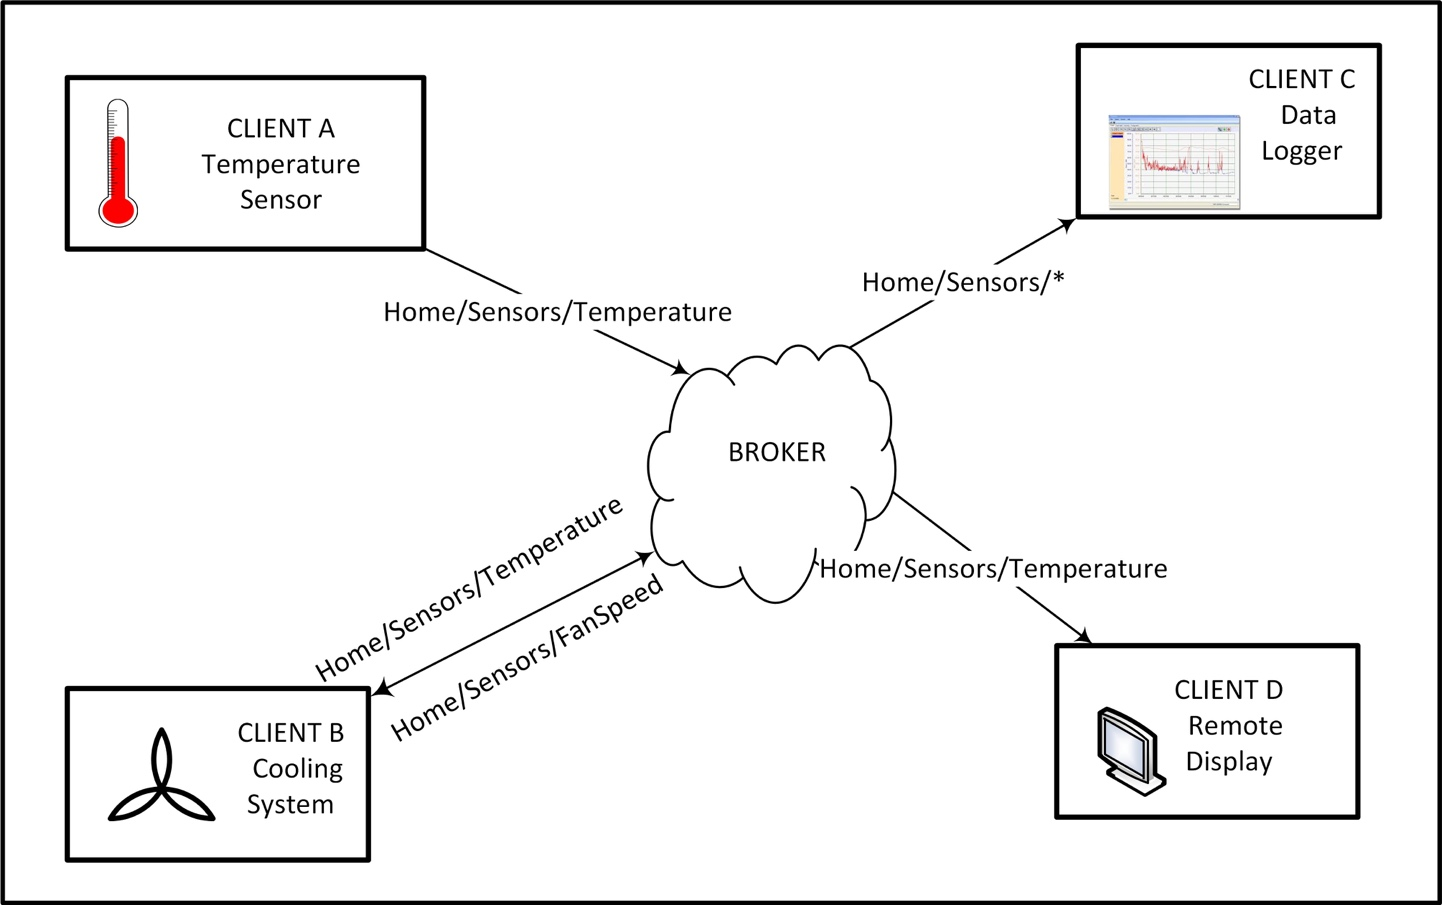 CLIENT A
Temperature
Sensor
CLIENT C
Data
Logger
Home/Sensors/Temperature
Home/Sensors/*
BROKER
Home/Sensors/Temperature
Home/Sensors/FanSpeed
Home/Sensors/Temperature
CLIENT B
Cooling
System
CLIENT D
Remote
Display